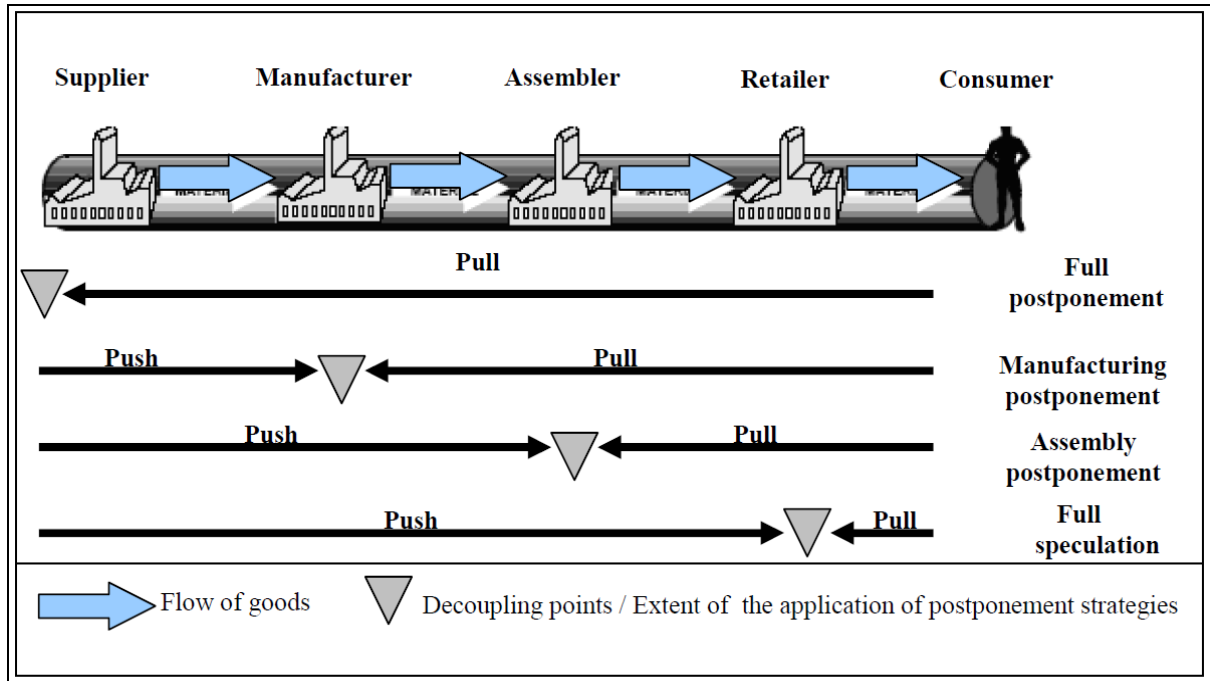 Supplier
Manufacturer
Assembler
Retailer
Consumer
Pull
Full
postponement
Push
Pull
Manufacturing
postponement
Push
Pull
Assembly
postponement
Push
Pull
Full
speculation
Flow of goods
Decoupling points / Extent of the application of postponement strategies